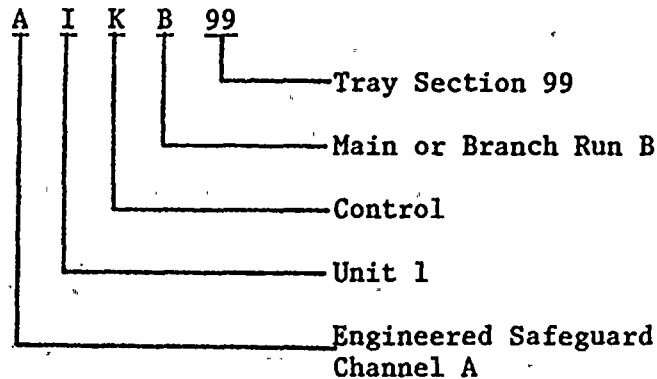 A I K B 99
Tray Section 99
Main or Branch Run B
Control
Unit 1
Engineered Safeguard
Channel A